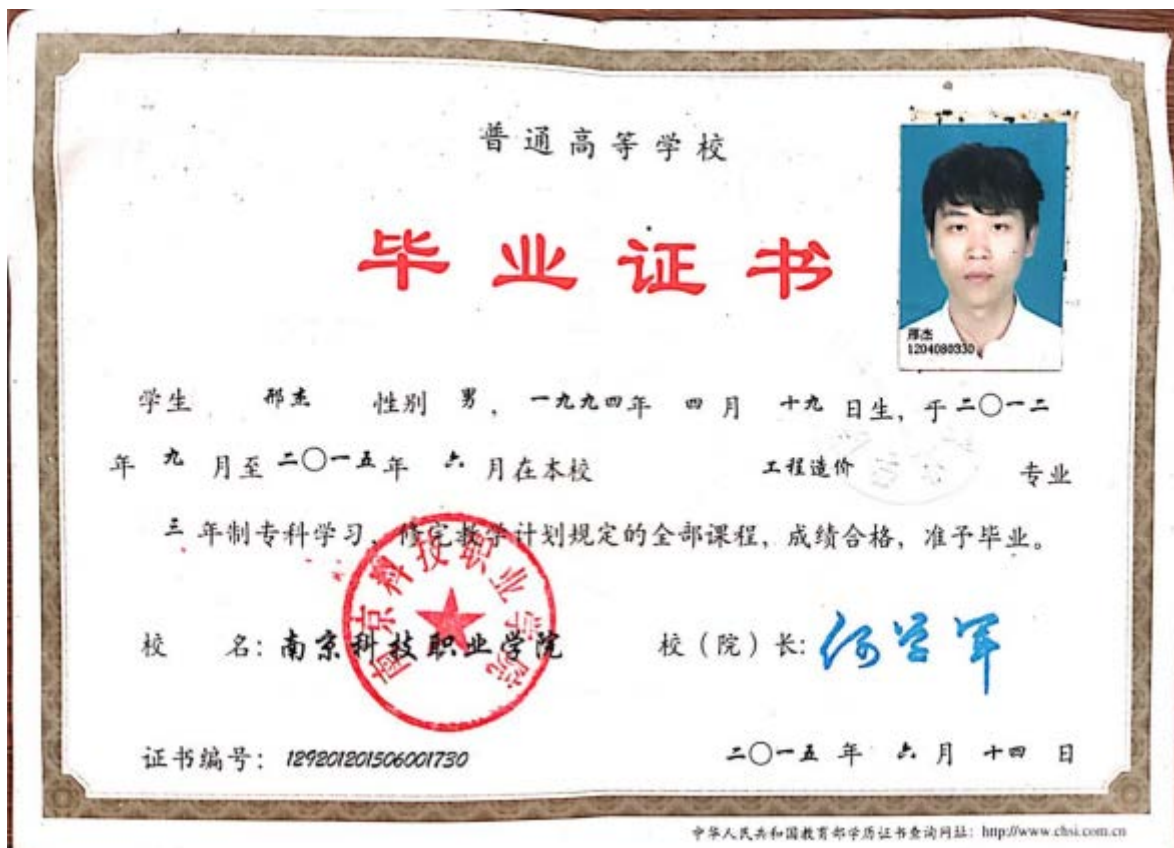 普通高等学校
毕业证书
邢杰
1204080330
学生 邢杰 性别 男，一九九四年 四 月 十九 日生，于二〇一二
年 九 月至二〇一五年 六 月在本校 工程造价 专业
三 年制专科学习，修完教学计划规定的全部课程，成绩合格，准予毕业。
南京科技职业学院
校 名：南京科技职业学院 校（院）长：
证书编号：129201201506001730 二〇一五 年 六 月 十四 日
中华人民共和国教育部学历证书查询网址：http://www.chsi.com.cn